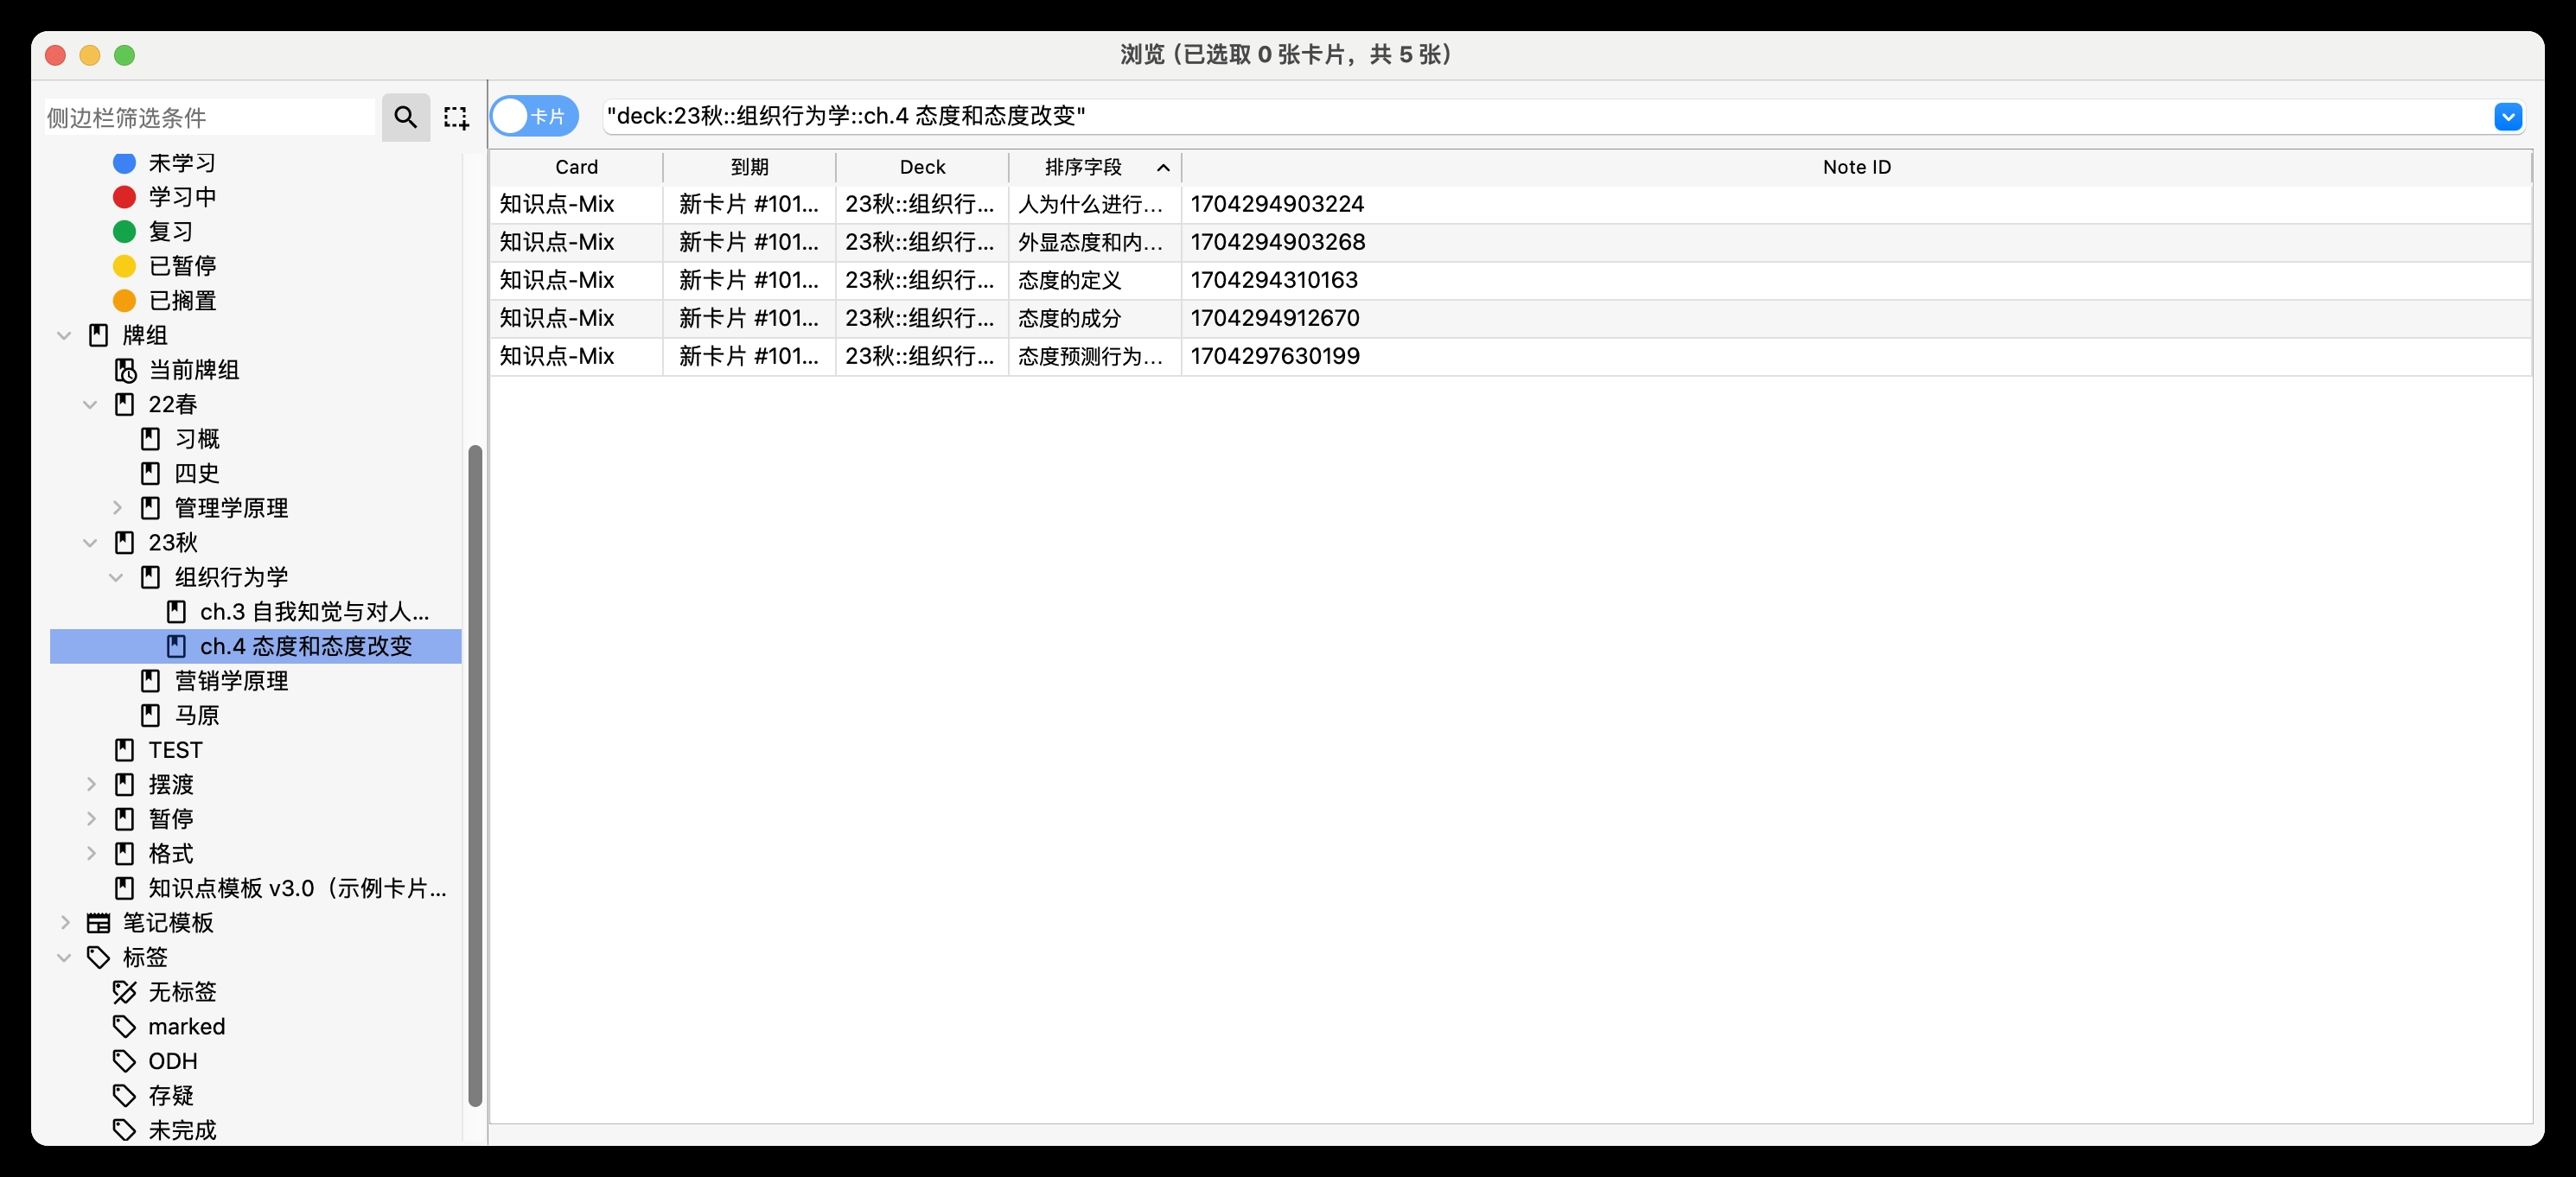 浏览 (已选取 0 张卡片，共 5 张)
侧边栏筛选条件
未学习
学习中
复习
已暂停
已搁置
牌组
当前牌组
22春
习概
四史
管理学原理
23秋
组织行为学
ch.3 自我知觉与对人...
ch.4 态度和态度改变
营销学原理
马原
TEST
摆渡
暂停
格式
知识点模板 v3.0（示例卡片...
笔记模板
标签
无标签
marked
ODH
存疑
未完成
卡片
"deck:23秋::组织行为学::ch.4 态度和态度改变"
Card 到期 Deck 排序字段 Note ID
知识点-Mix 新卡片 #101... 23秋::组织行... 人为什么进行... 1704294903224
知识点-Mix 新卡片 #101... 23秋::组织行... 外显态度和内... 1704294903268
知识点-Mix 新卡片 #101... 23秋::组织行... 态度的定义 1704294310163
知识点-Mix 新卡片 #101... 23秋::组织行... 态度的成分 1704294912670
知识点-Mix 新卡片 #101... 23秋::组织行... 态度预测行为... 1704297630199